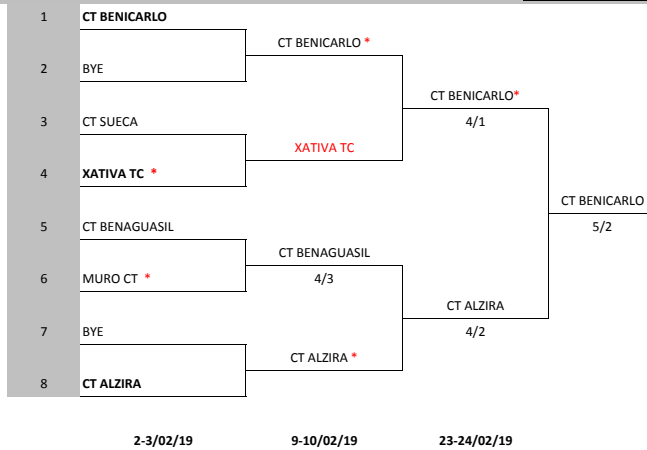 1 CT BENICARLO
CT BENICARLO *
2 BYE
CT BENICARLO*
3 CT SUECA
4/1
XATIVA TC
4 XATIVA TC *
CT BENICARLO
5 CT BENAGUASIL
5/2
CT BENAGUASIL
6 MURO CT *
4/3
CT ALZIRA
7 BYE
4/2
CT ALZIRA *
8 CT ALZIRA
2-3/02/19 9-10/02/19 23-24/02/19